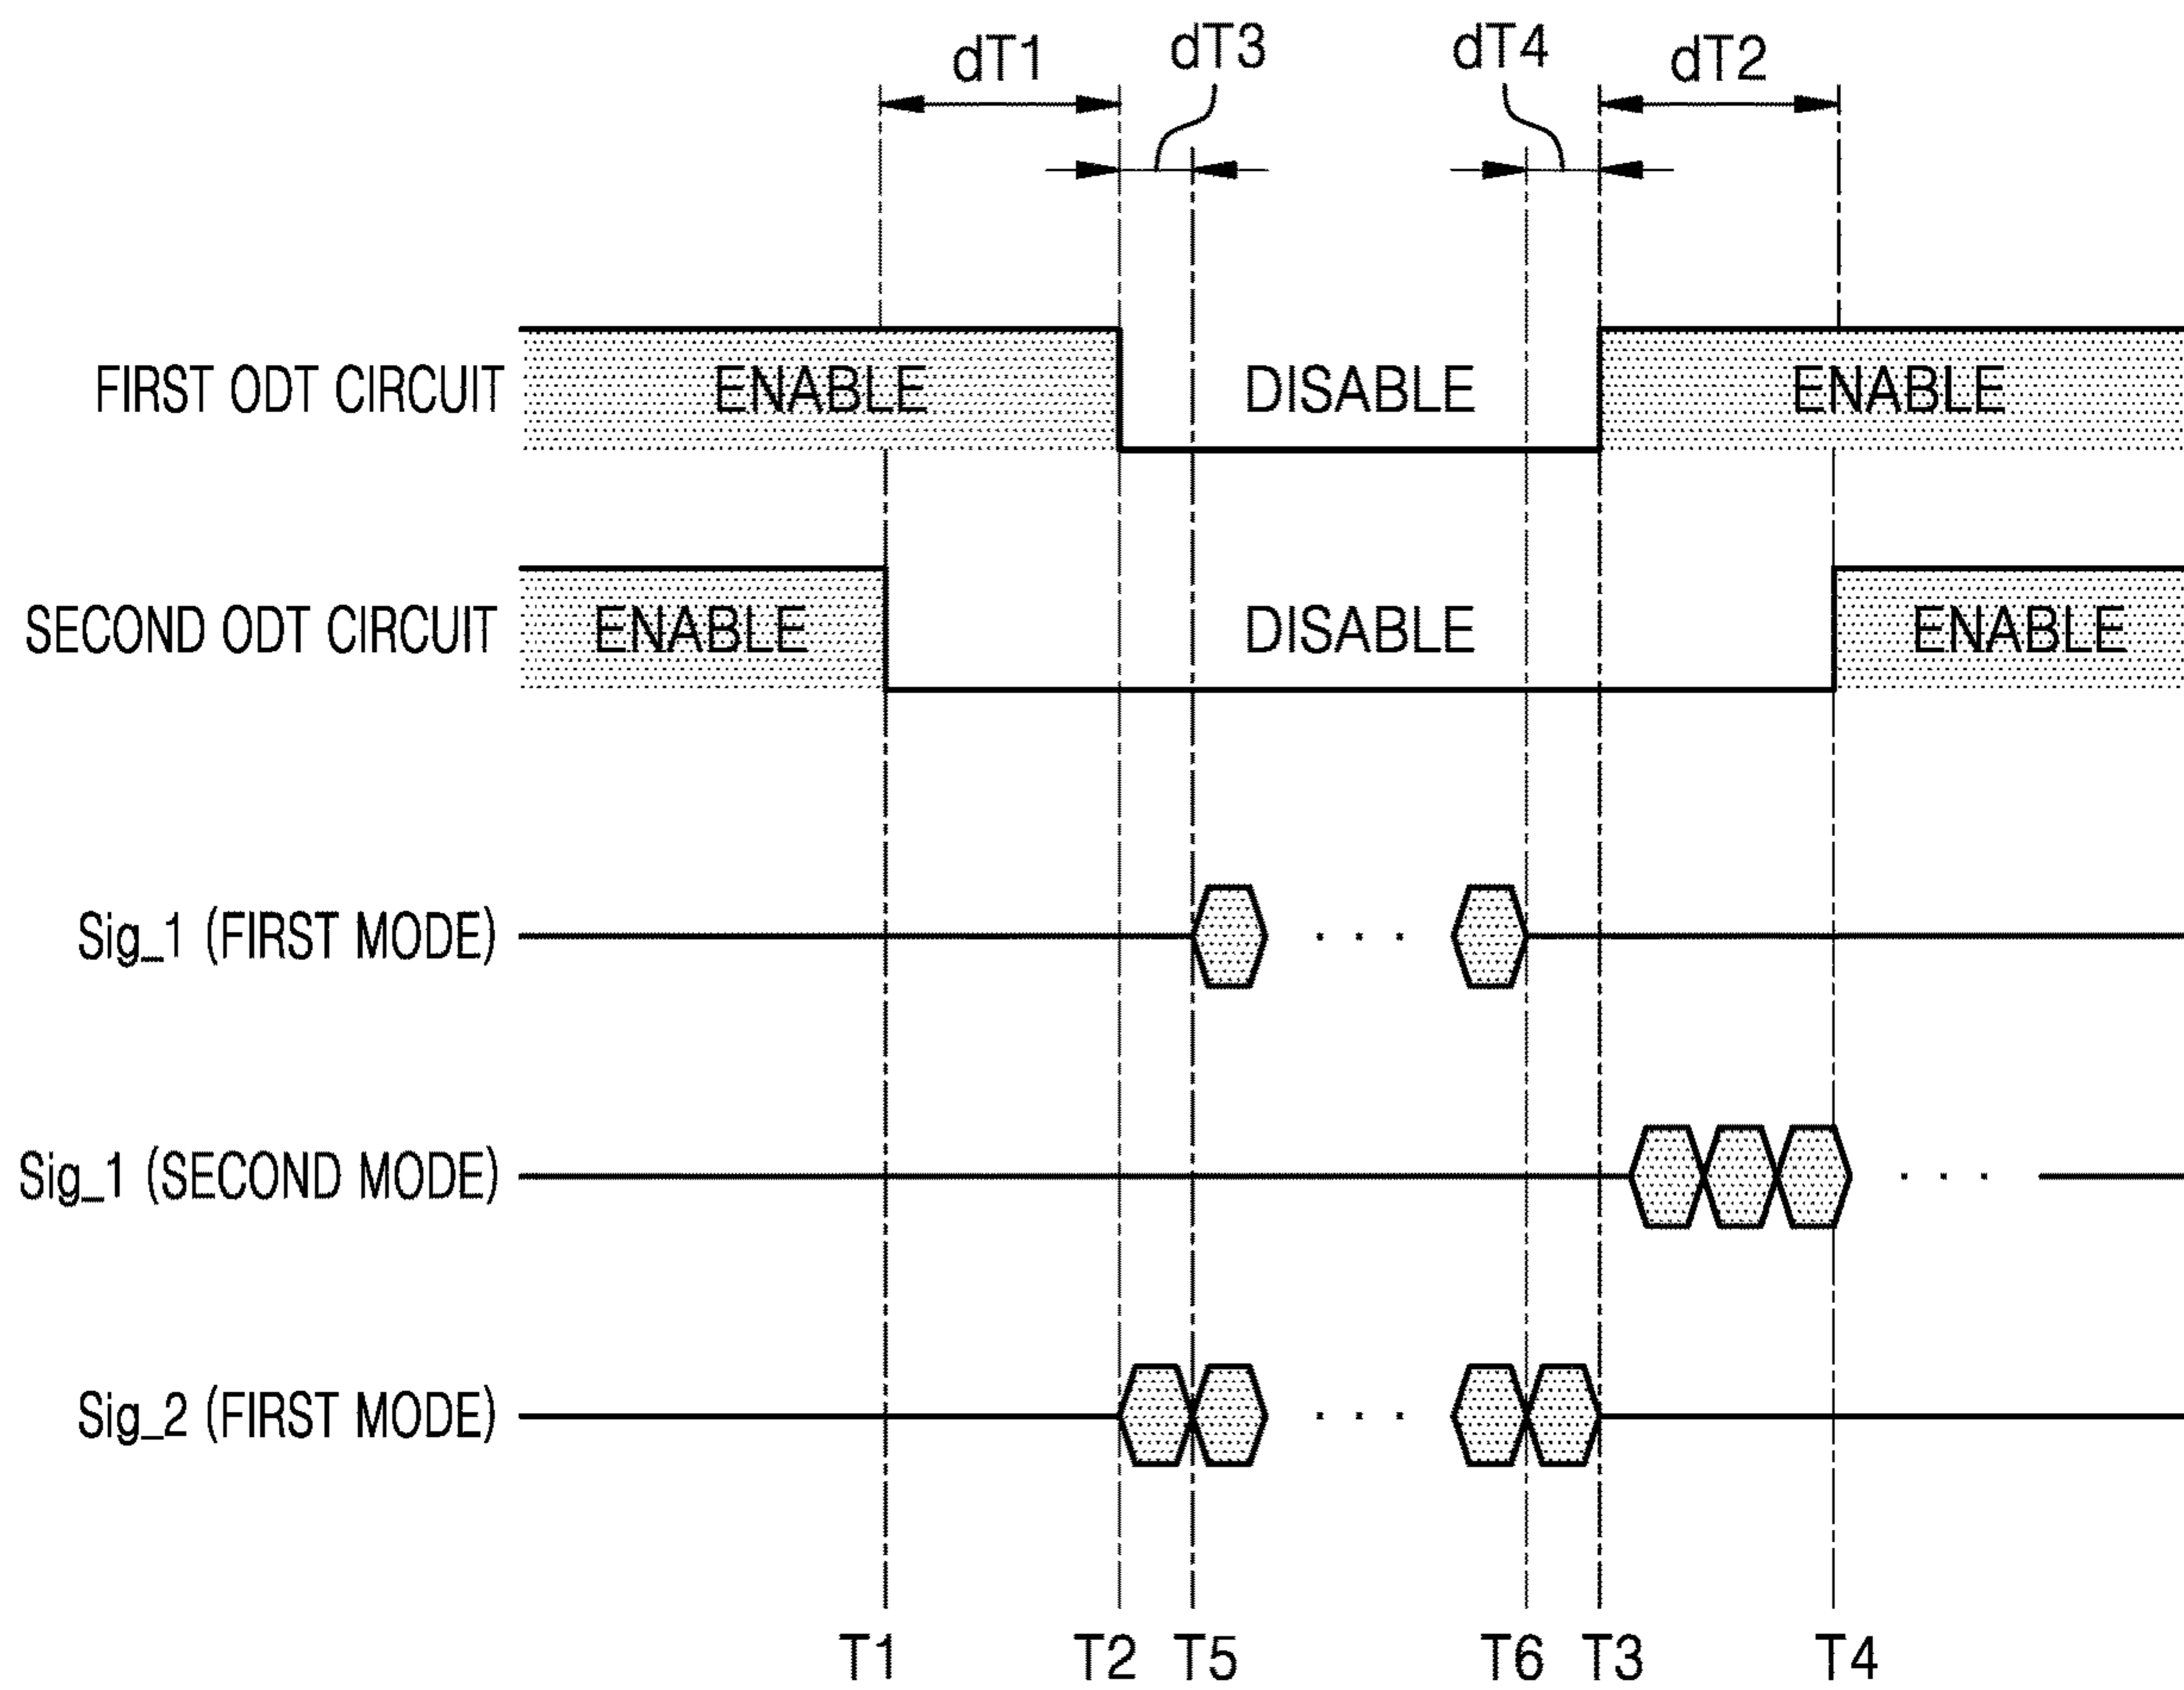 dT1 dT3 dT4 dT2
FIRST ODT CIRCUIT ENABLE DISABLE ENABLE
SECOND ODT CIRCUIT ENABLE DISABLE ENABLE
Sig_1 (FIRST MODE) . . .
Sig_1 (SECOND MODE) . . .
Sig_2 (FIRST MODE) . . .
T1 T2 T5 T6 T3 T4